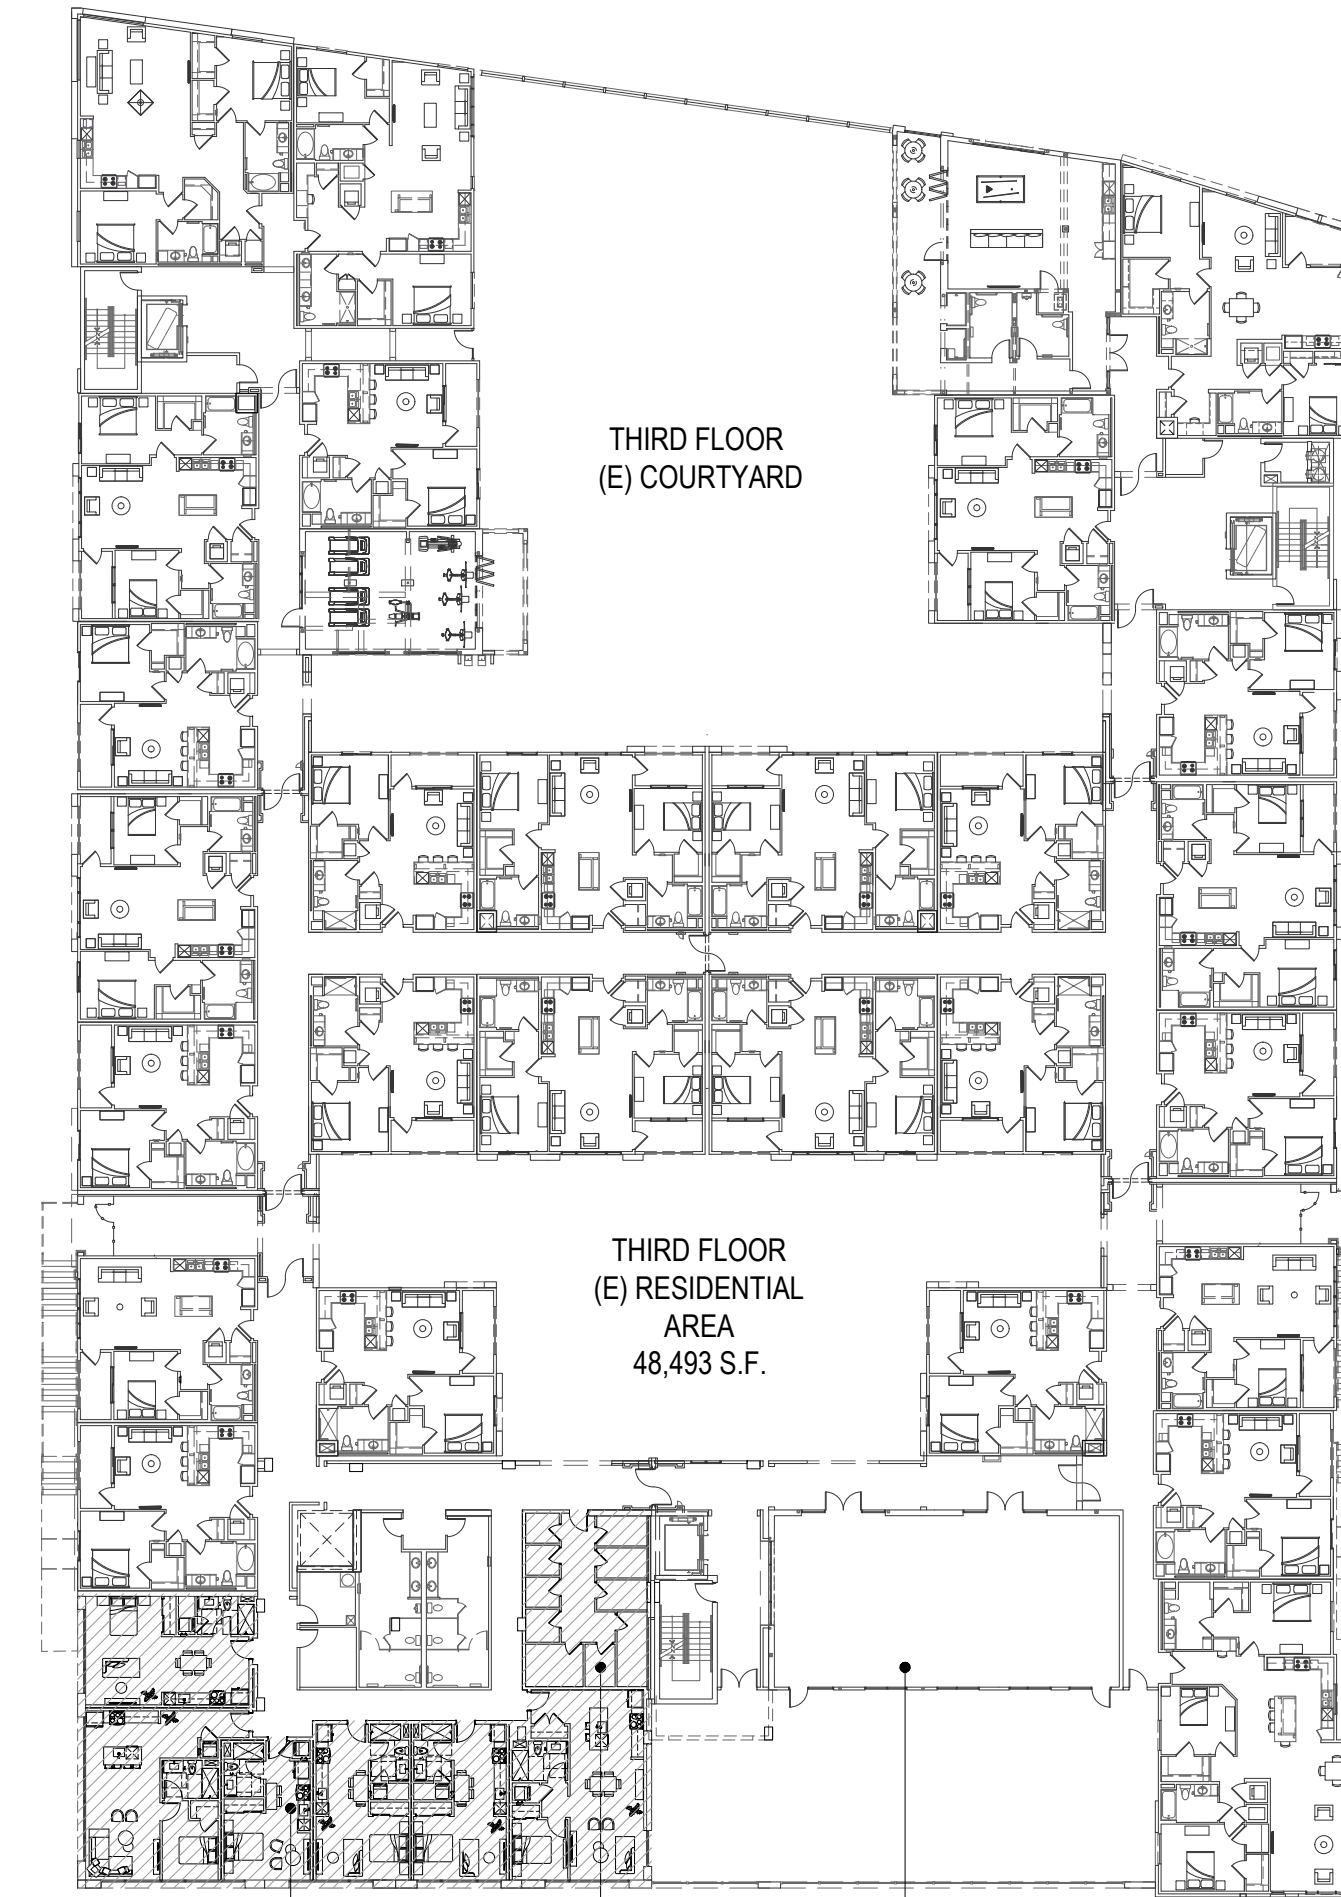 THIRD FLOOR
(E) COURTYARD
THIRD FLOOR
(E) RESIDENTIAL
AREA
48,493 S.F.